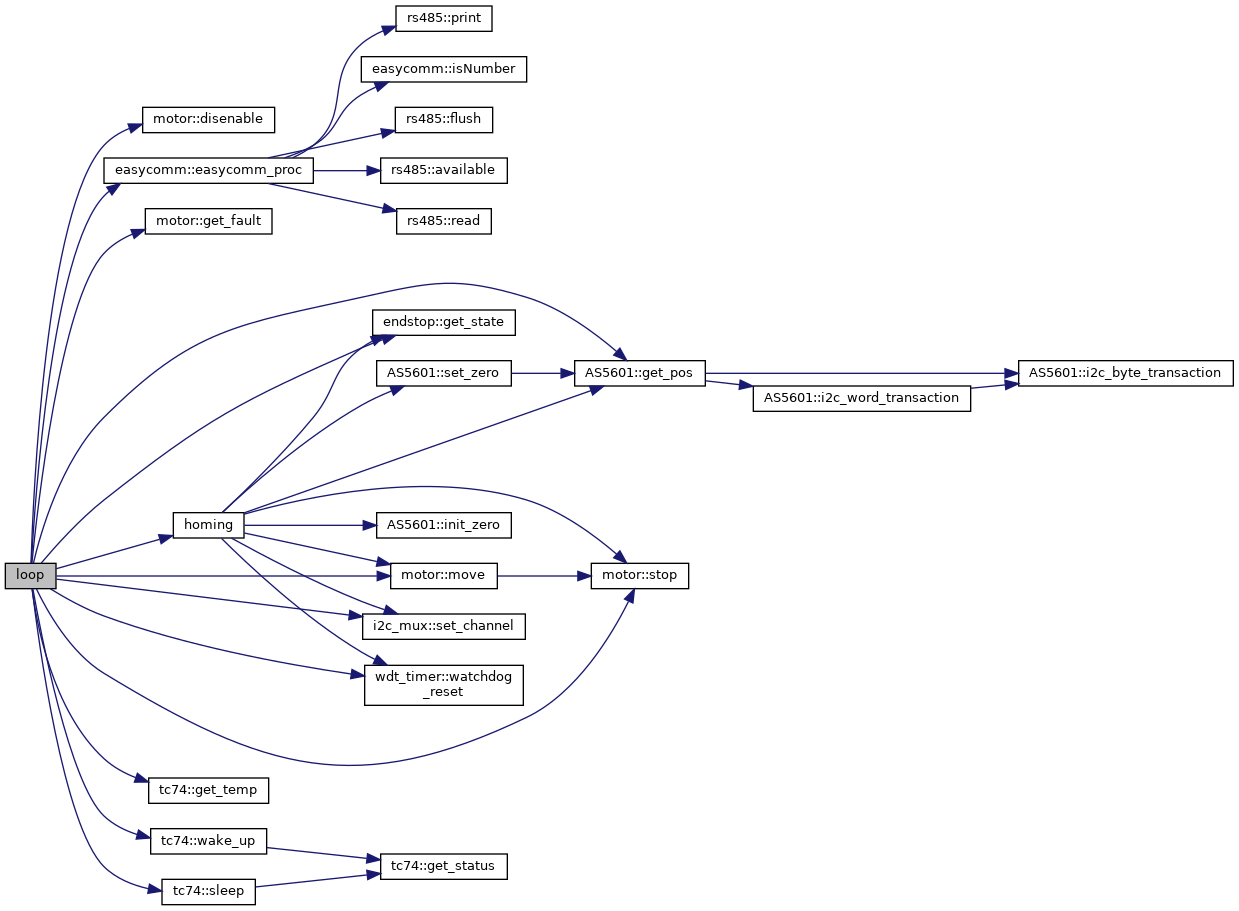 rs485::print
easycomm::isNumber
motor::disenable
rs485::flush
easycomm::easycomm_proc
rs485::available
motor::get_fault
rs485::read
endstop::get_state
AS5601::set_zero
AS5601::get_pos
AS5601::i2c_byte_transaction
AS5601::i2c_word_transaction
homing
AS5601::init_zero
loop
motor::move
motor::stop
i2c_mux::set_channel
wdt_timer::watchdog
_reset
tc74::get_temp
tc74::wake_up
tc74::get_status
tc74::sleep